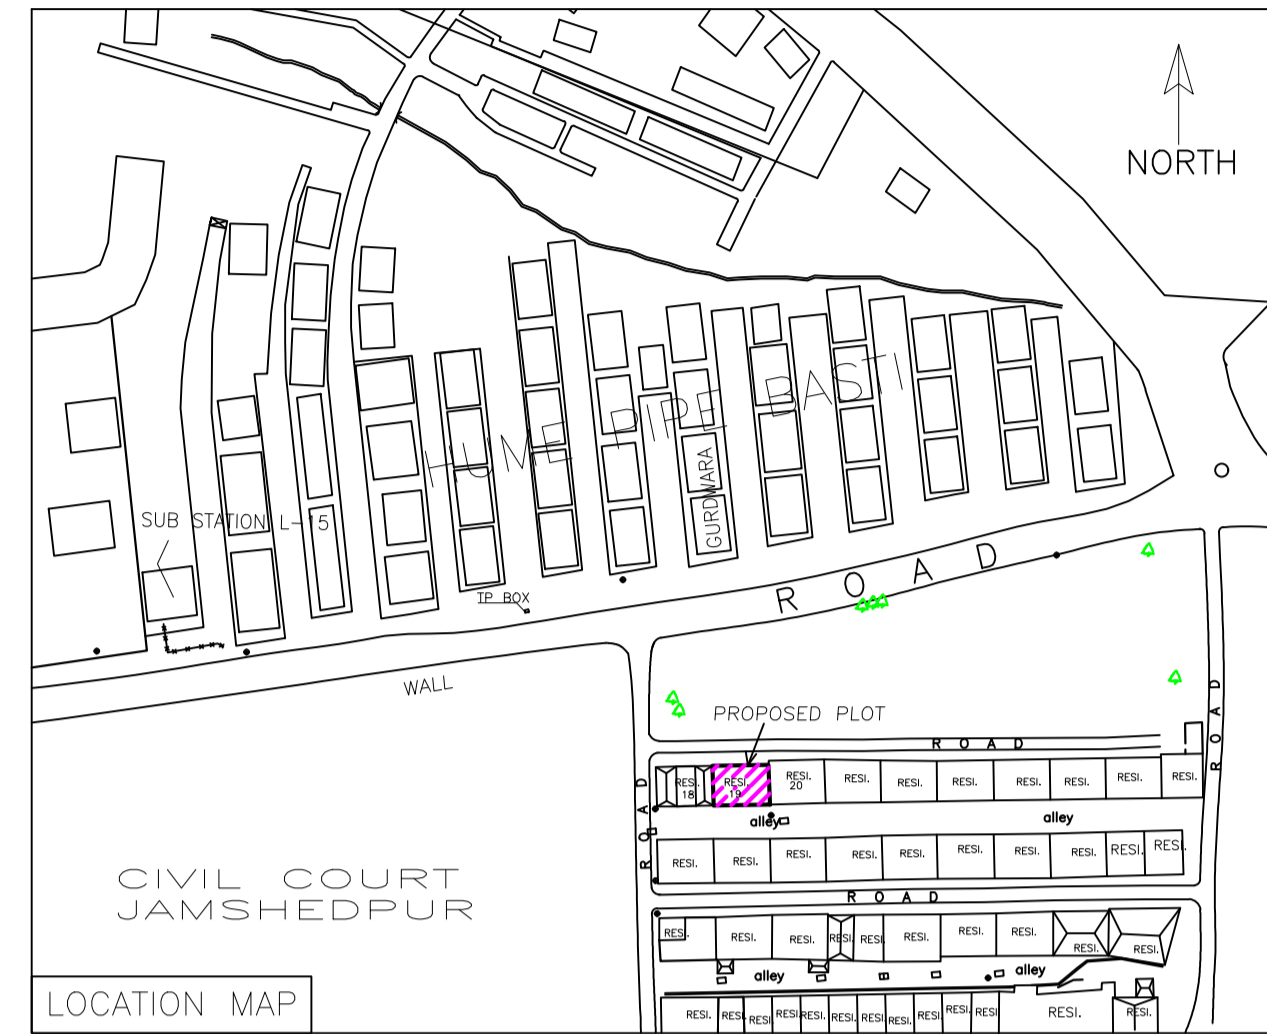 NORTH
HUME PIPE BASTI
GURDWARA
SUB STATION L-15
ROAD
TP BOX
WALL
PROPOSED PLOT
ROAD
ROAD
ROAD
RESI. 18
RESI. 19
RESI. 20
RESI.
RESI.
RESI.
RESI.
RESI.
RESI.
RESI.
alley
alley
RESI.
RESI.
RESI.
RESI.
RESI.
RESI.
RESI.
RESI.
RESI.
RESI.
ROAD
CIVIL COURT
JAMSHEDPUR
RESI.
RESI.
RESI.
RESI.
RESI.
RESI.
RESI.
RESI.
RESI.
RESI.
alley
alley
LOCATION MAP
RESI.
RESI.
RESI.
RESI.
RESI.
RESI.
RESI.
RESI.
RESI.
RESI.
RESI.
RESI.
RESI.